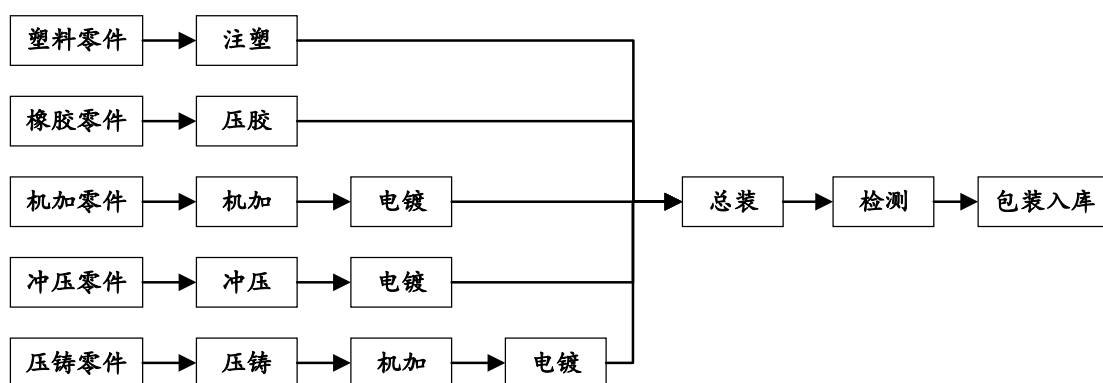 塑料零件 注塑
橡胶零件 压胶
机加零件 机加 电镀 总装 检测 包装入库
冲压零件 冲压 电镀
压铸零件 压铸 机加 电镀